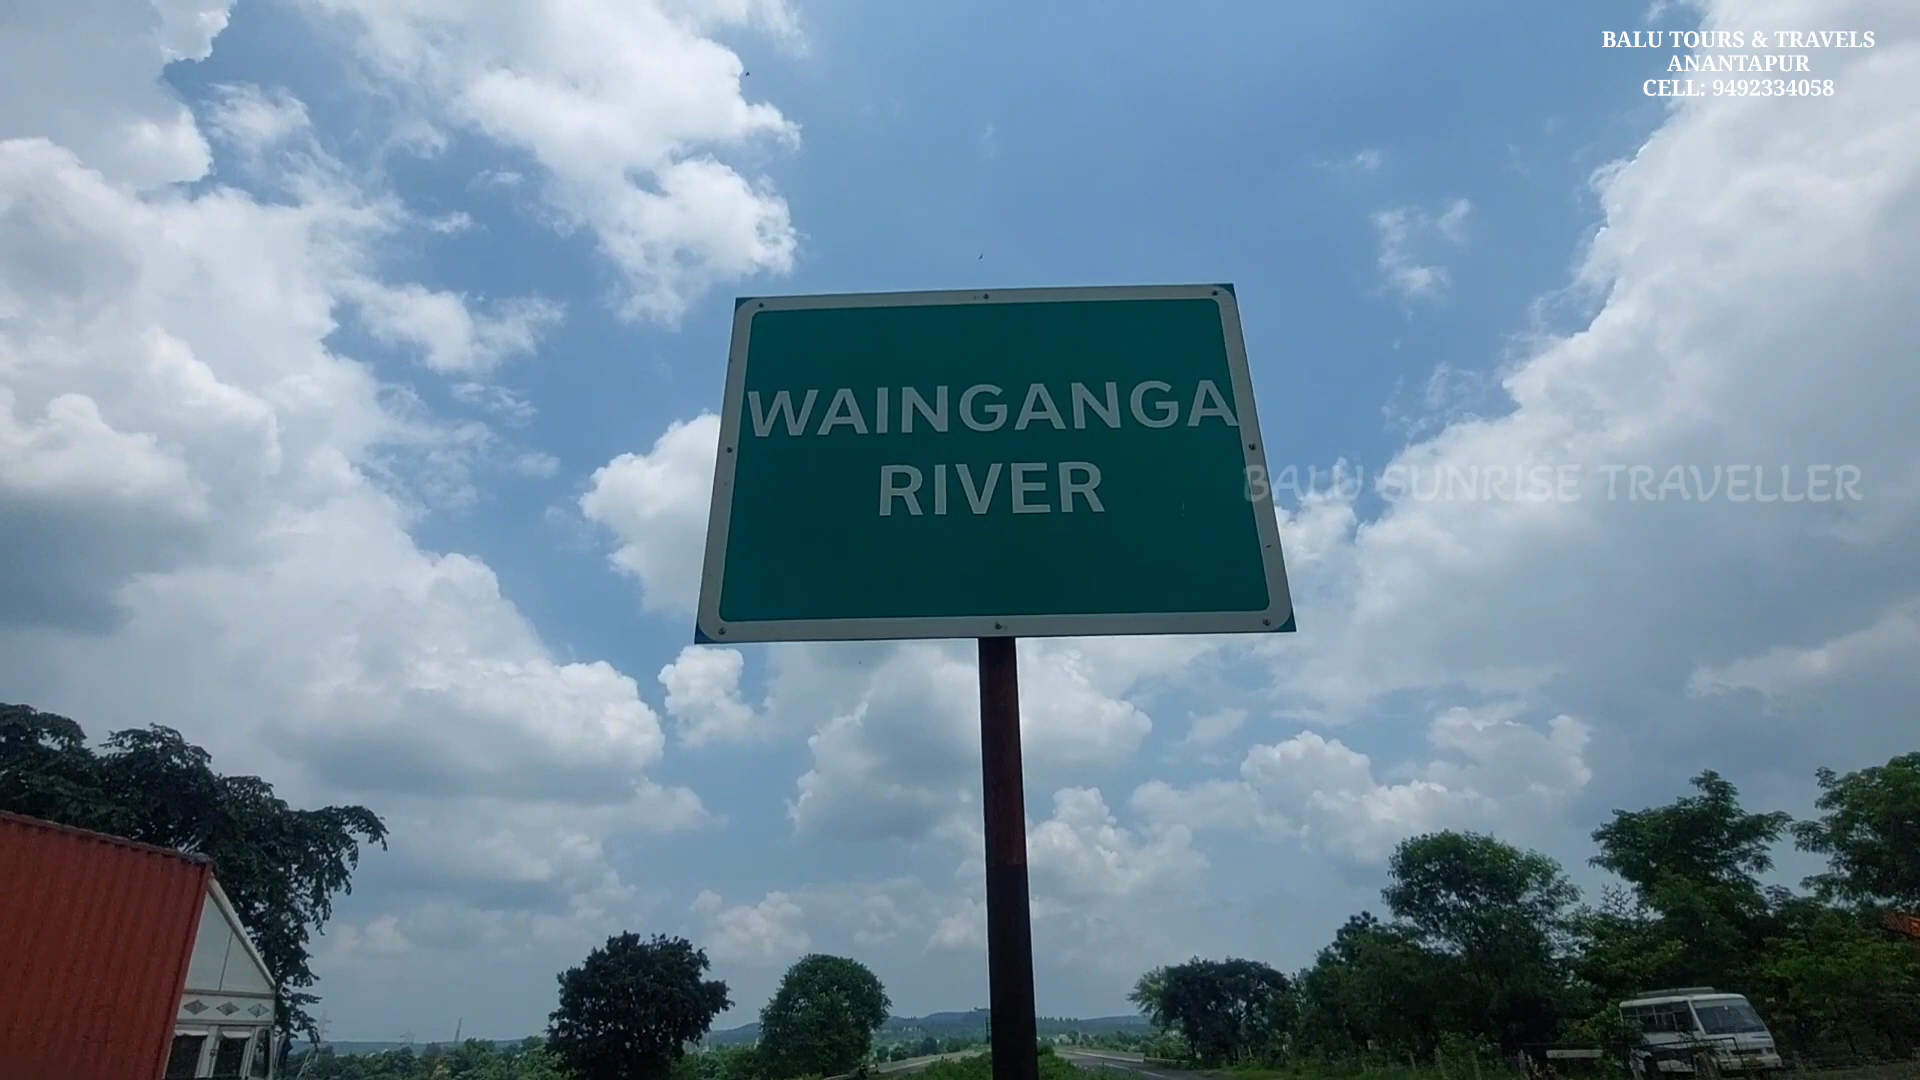 BALU TOURS & TRAVELS
ANANTAPUR
CELL: 9492334058
WAINGANGA
RIVER
BALU SUNRISE TRAVELLER